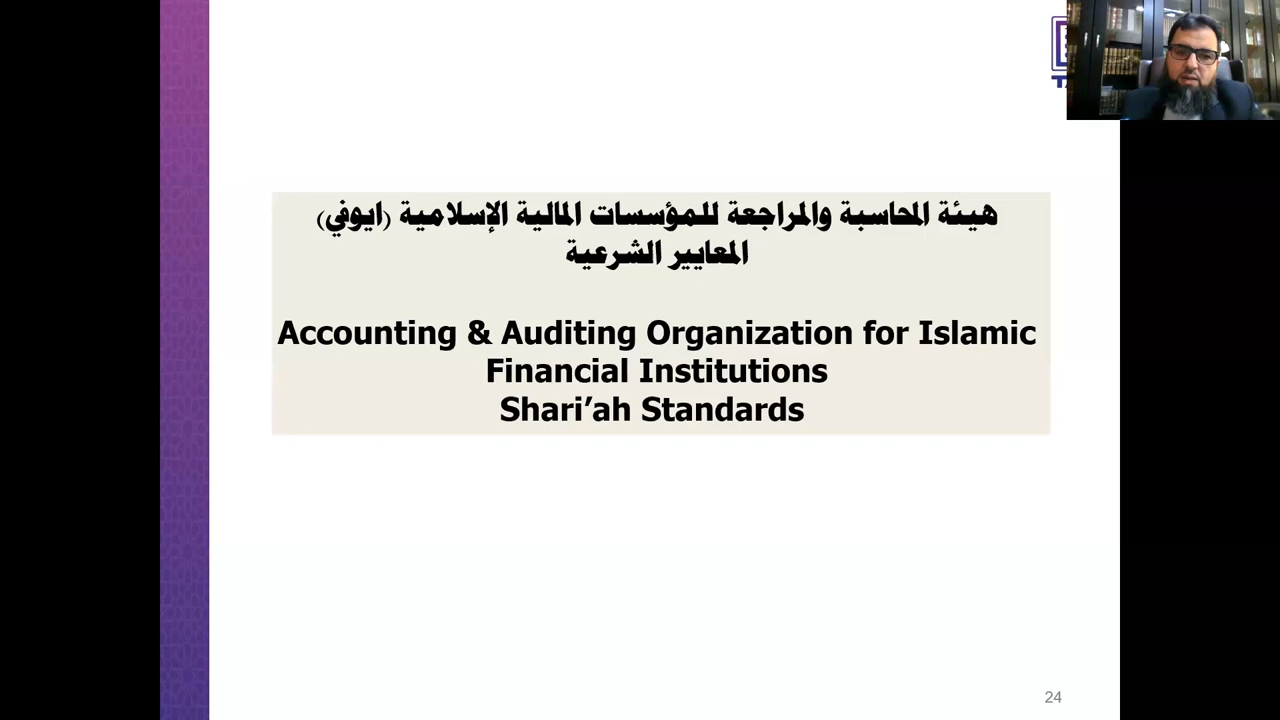 هيئة المحاسبة والمراجعة للمؤسسات المالية الإسلامية (ايوفي)
المعايير الشرعية
Accounting & Auditing Organization for Islamic
Financial Institutions
Shari’ah Standards
24